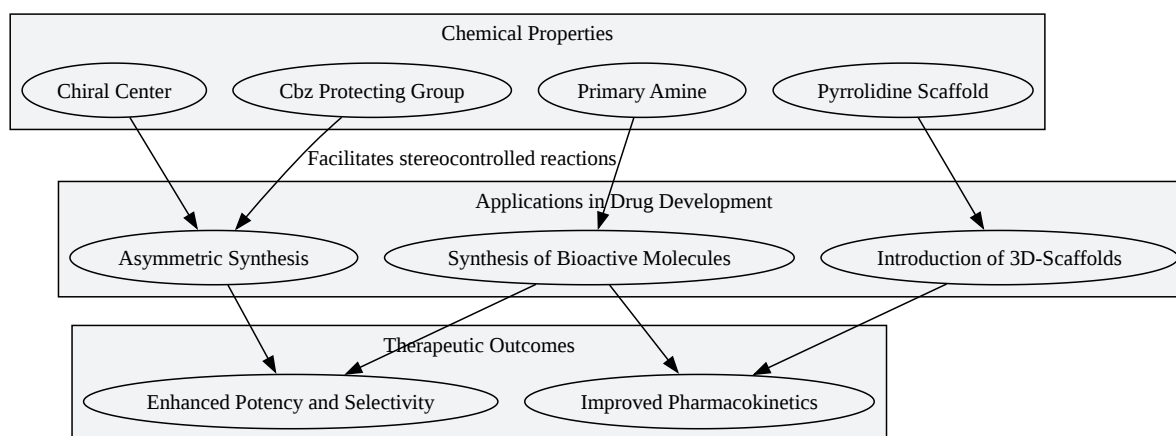 Chemical Properties
Chiral Center
Cbz Protecting Group
Primary Amine
Pyrrolidine Scaffold
Facilitates stereocontrolled reactions
Applications in Drug Development
Asymmetric Synthesis
Synthesis of Bioactive Molecules
Introduction of 3D-Scaffolds
Therapeutic Outcomes
Enhanced Potency and Selectivity
Improved Pharmacokinetics